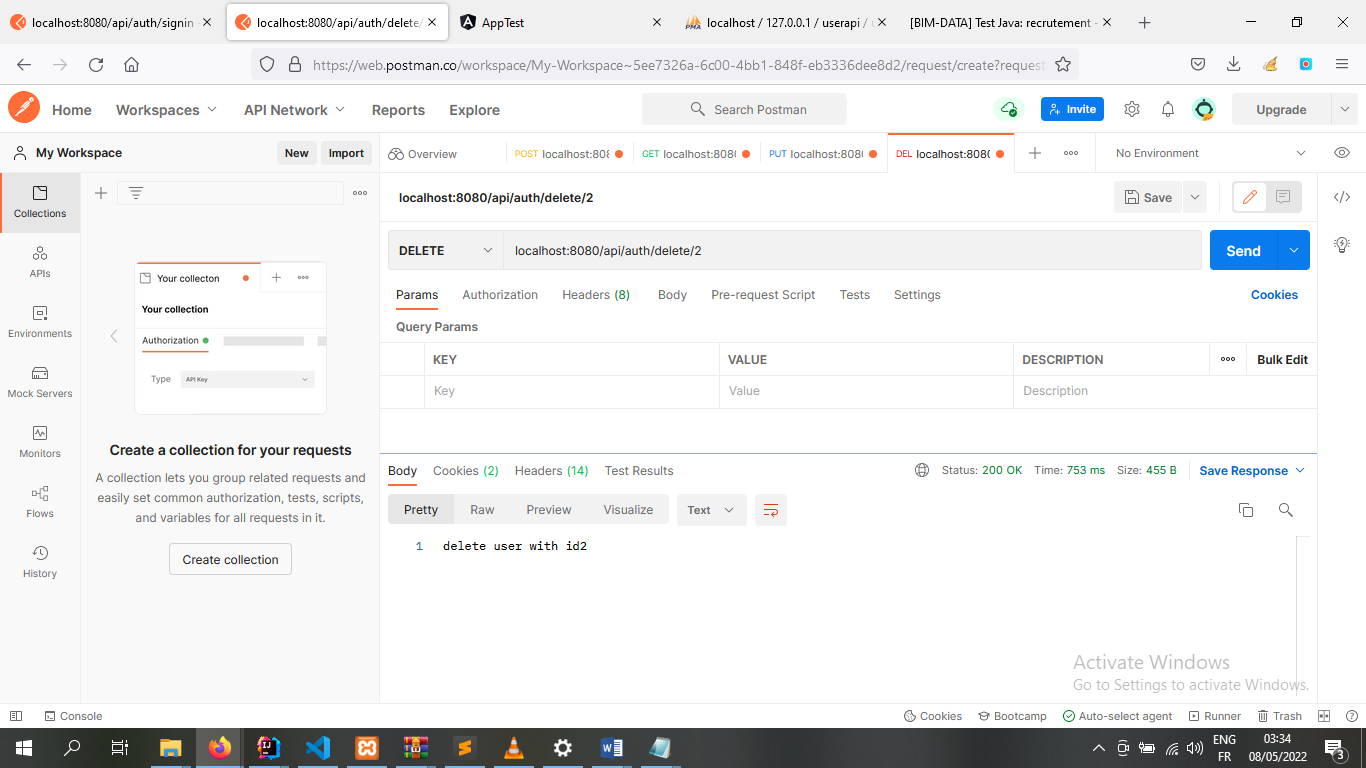 localhost:8080/api/auth/signin
localhost:8080/api/auth/delete/
AppTest
localhost / 127.0.0.1 / userapi / u
[BIM-DATA] Test Java: recrutement -
https://web.postman.co/workspace/My-Workspace~5ee7326a-6c00-4bb1-848f-eb3336dee8d2/request/create?request
Home
Workspaces
API Network
Reports
Explore
Search Postman
Invite
Upgrade
My Workspace
New
Import
Overview
POST localhost:808
GET localhost:8080
PUT localhost:8080
DEL localhost:8080
No Environment
Collections
APIs
Environments
Mock Servers
Monitors
Flows
History
Your collecton
Your collection
Authorization
Type
API Key
Create a collection for your requests
A collection lets you group related requests and
easily set common authorization, tests, scripts,
and variables for all requests in it.
Create collection
localhost:8080/api/auth/delete/2
Save
DELETE
localhost:8080/api/auth/delete/2
Send
Params
Authorization
Headers (8)
Body
Pre-request Script
Tests
Settings
Cookies
Query Params
KEY
VALUE
DESCRIPTION
Bulk Edit
Key
Value
Description
Body
Cookies (2)
Headers (14)
Test Results
Status: 200 OK
Time: 753 ms
Size: 455 B
Save Response
Pretty
Raw
Preview
Visualize
Text
1
delete user with id2
Activate Windows
Go to Settings to activate Windows.
Console
Cookies
Bootcamp
Auto-select agent
Runner
Trash
ENG
FR
03:34
08/05/2022
3